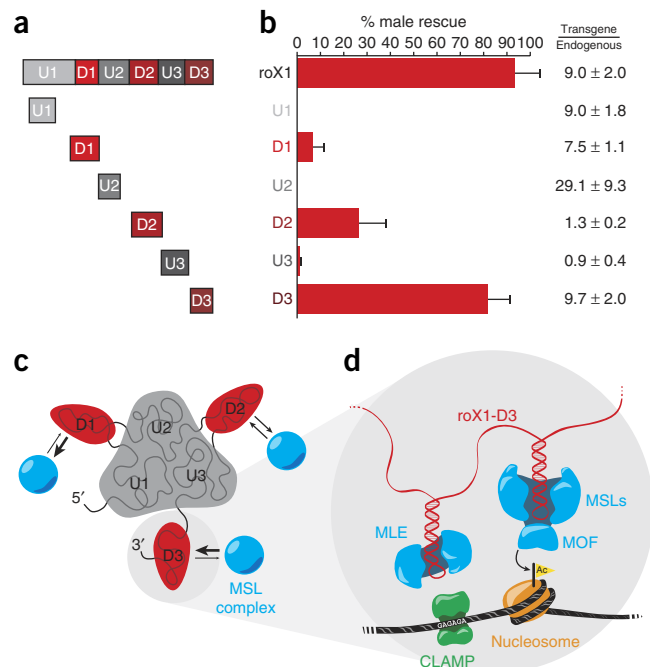 a
U1 D1 U2 D2 U3 D3
U1
D1
U2
D2
U3
D3
b
% male rescue
Transgene
Endogenous
0 10 20 30 40 50 60 70 80 90 100
roX1 9.0 ± 2.0
U1 9.0 ± 1.8
D1 7.5 ± 1.1
U2 29.1 ± 9.3
D2 1.3 ± 0.2
U3 0.9 ± 0.4
D3 9.7 ± 2.0
c
D1
U2
D2
U1
U3
5′
3′
D3
MSL
complex
d
roX1-D3
MLE
MSLs
MOF
Ac
GAGAGA
Nucleosome
CLAMP